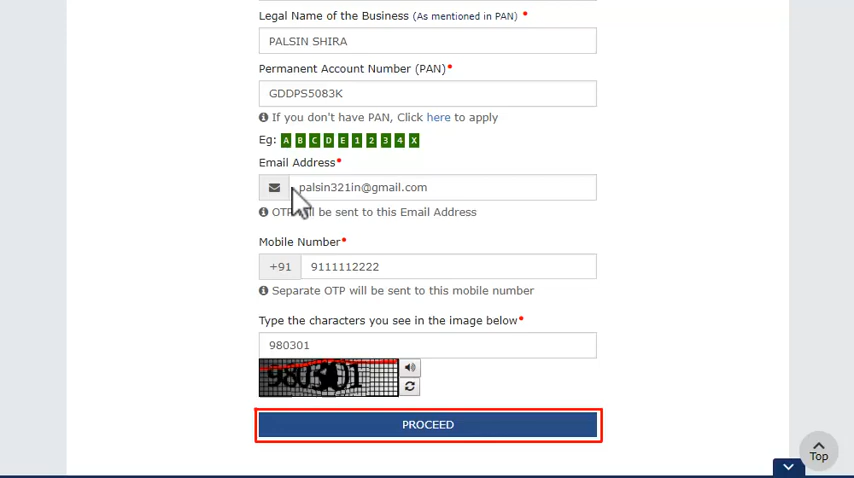 Legal Name of the Business (As mentioned in PAN) •
PALSIN SHIRA
Permanent Account Number (PAN)•
GDDPS5083K
If you don't have PAN, Click here to apply
Eg: A B C D E 1 2 3 4 X
Email Address•
palsin321in@gmail.com
OTP will be sent to this Email Address
Mobile Number•
+91 9111112222
Separate OTP will be sent to this mobile number
Type the characters you see in the image below•
980301
980301
PROCEED
Top